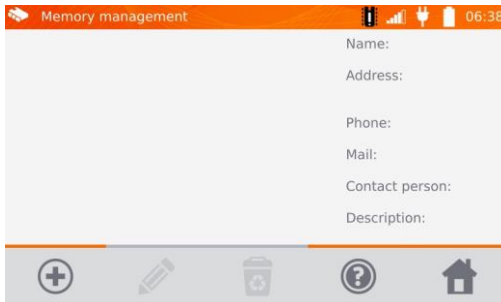 Memory management 06:38
Name:
Address:
Phone:
Mail:
Contact person:
Description: